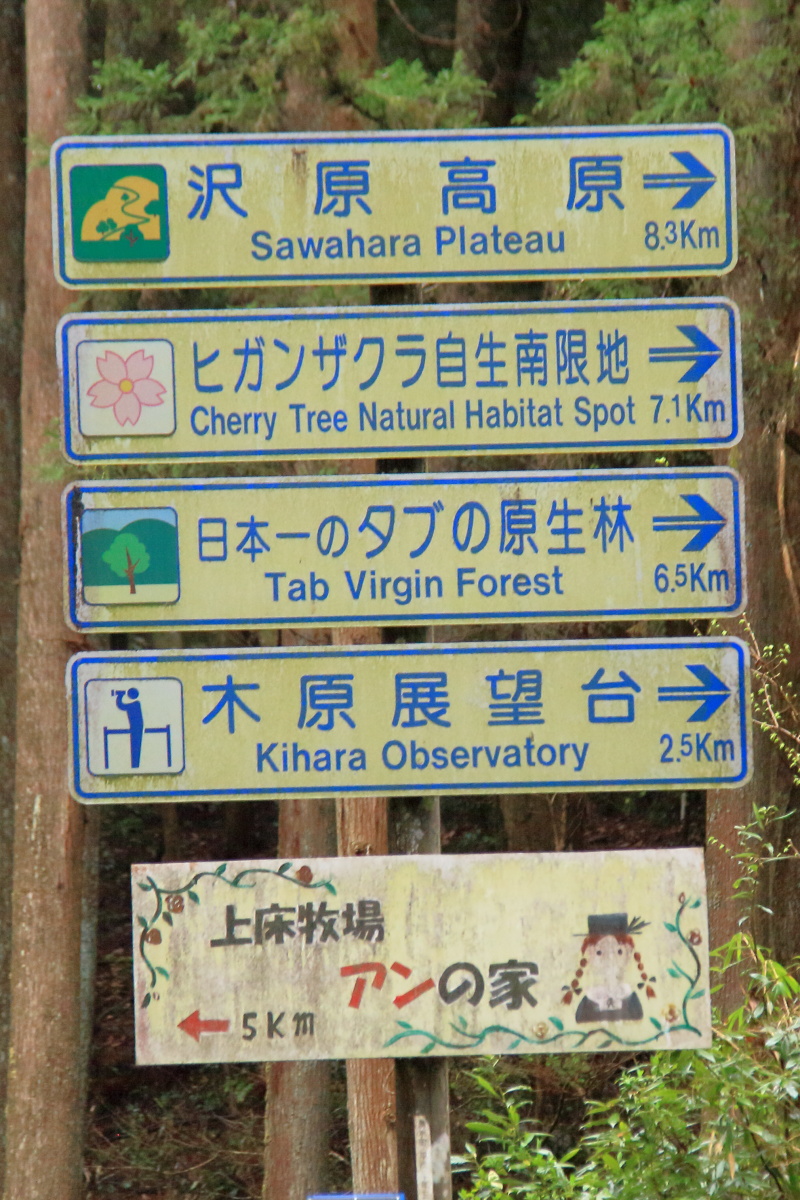 沢原高原
Sawahara Plateau 8.3Km
ヒガンザクラ自生南限地
Cherry Tree Natural Habitat Spot 7.1Km
日本一のタブの原生林
Tab Virgin Forest 6.5Km
木原展望台
Kihara Observatory 2.5Km
上床牧場
アンの家
5Km